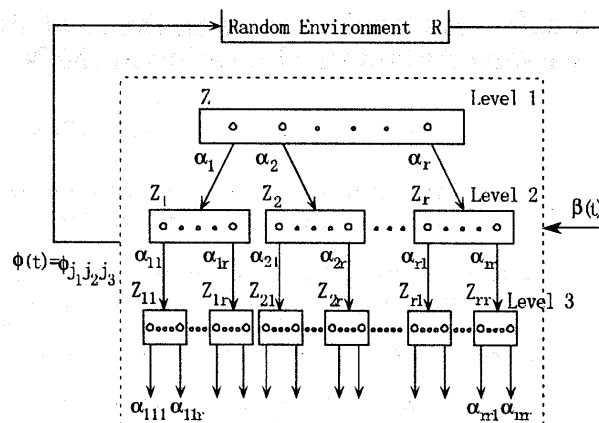 Random Environment R
Z Level 1
α1 α2 αr
Z1 Z2 Zr Level 2
β(t)
α11 α1r α21 α2r αr1 αrr
φ(t)=φj1j2j3
Z11 Z1r Z21 Z2r Zr1 Zrr Level 3
α111 α11r αrr1 αrrr